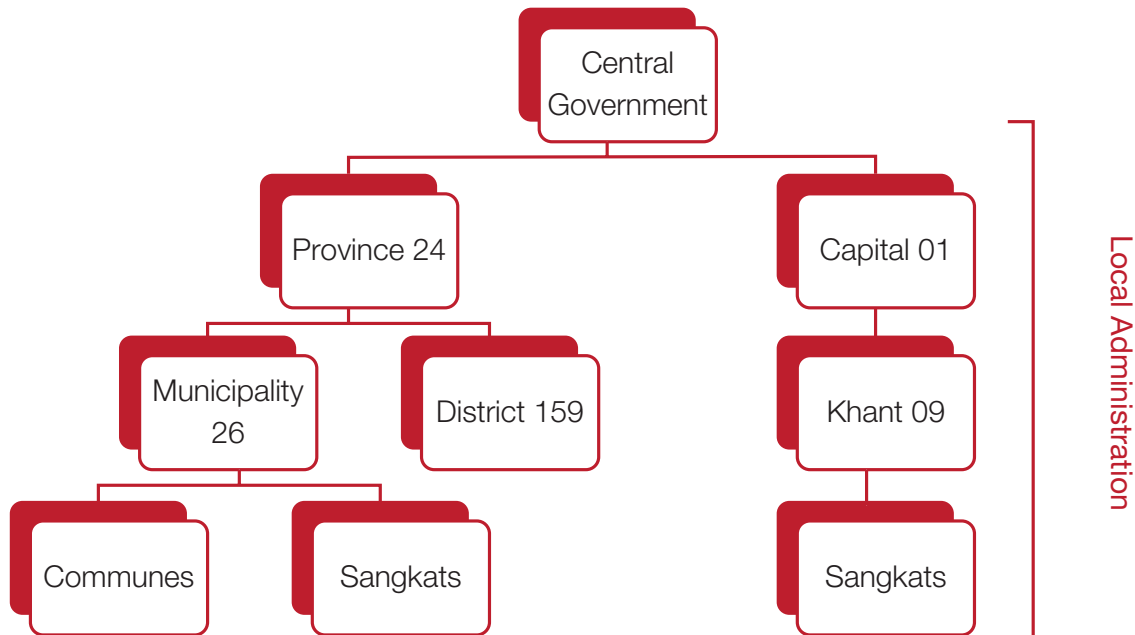 Central
Government
Province 24
Capital 01
Municipality
26
District 159
Khant 09
Communes
Sangkats
Sangkats
Local Administration